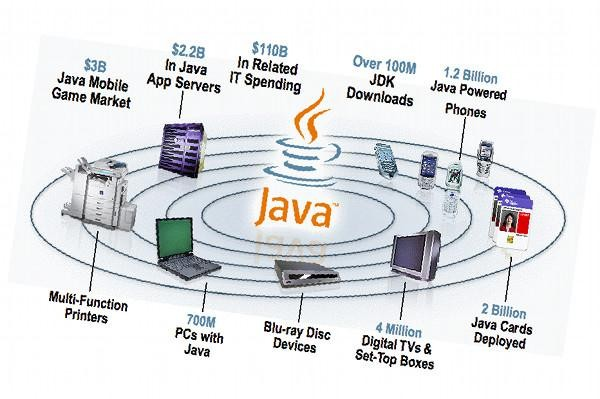 $3B
Java Mobile
Game Market
$2.2B
In Java
App Servers
$110B
In Related
IT Spending
Over 100M
JDK
Downloads
1.2 Billion
Java Powered
Phones
Java™
Multi-Function
Printers
700M
PCs with
Java
Blu-ray Disc
Devices
4 Million
Digital TVs &
Set-Top Boxes
2 Billion
Java Cards
Deployed